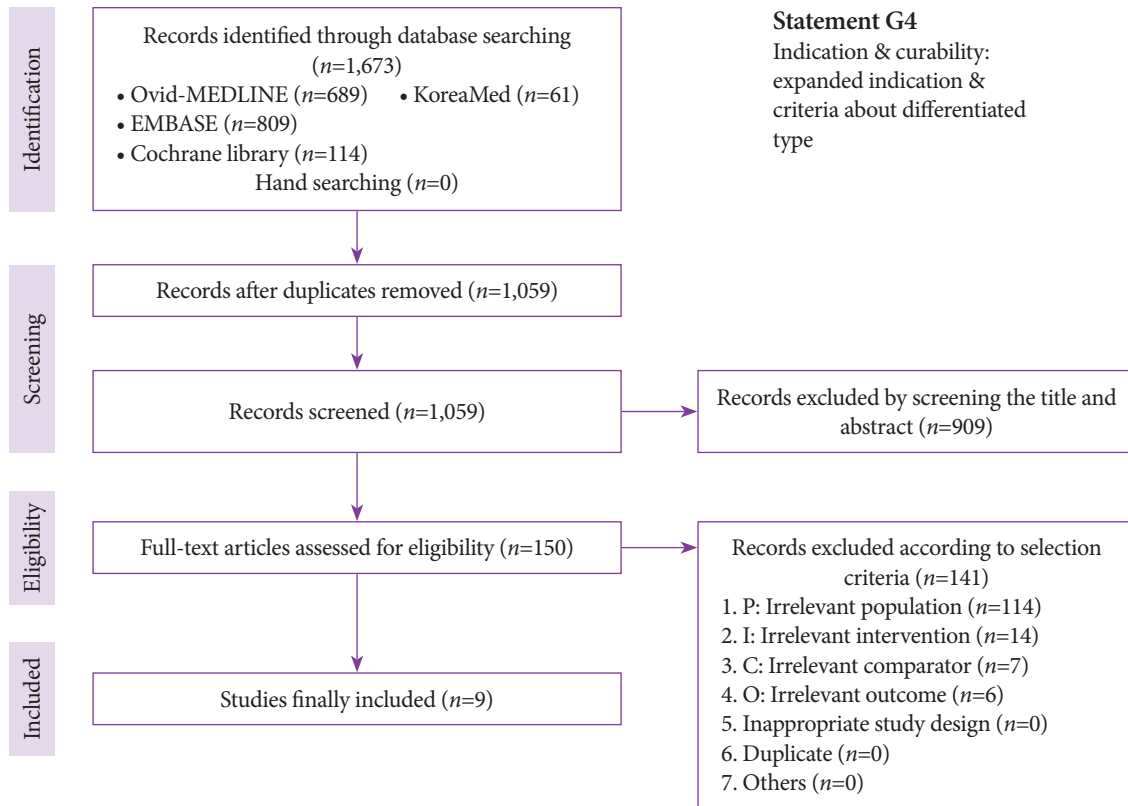 Identification
Records identified through database searching
(n=1,673)
• Ovid-MEDLINE (n=689) • KoreaMed (n=61)
• EMBASE (n=809)
• Cochrane library (n=114)
Hand searching (n=0)
Statement G4
Indication & curability:
expanded indication &
criteria about differentiated
type
Screening
Records after duplicates removed (n=1,059)
Records screened (n=1,059)
Records excluded by screening the title and
abstract (n=909)
Eligibility
Full-text articles assessed for eligibility (n=150)
Records excluded according to selection
criteria (n=141)
1. P: Irrelevant population (n=114)
2. I: Irrelevant intervention (n=14)
3. C: Irrelevant comparator (n=7)
4. O: Irrelevant outcome (n=6)
5. Inappropriate study design (n=0)
6. Duplicate (n=0)
7. Others (n=0)
Included
Studies finally included (n=9)